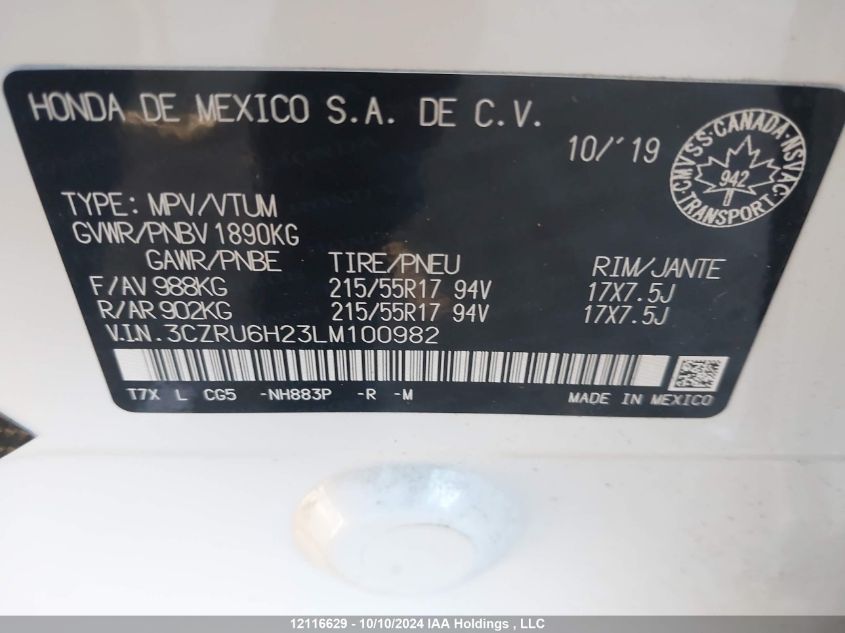 HONDA DE MEXICO S.A. DE C.V.
10/'19
CMVSS·CANADA·NSVAC
942
TRANSPORT
TYPE: MPV/VTUM
GVWR/PNBV 1890KG
GAWR/PNBE TIRE/PNEU RIM/JANTE
F/AV 988KG 215/55R17 94V 17X7.5J
R/AR 902KG 215/55R17 94V 17X7.5J
V.I.N. 3CZRU6H23LM100982
T7X L CG5 -NH883P -R -M MADE IN MEXICO
12116629 - 10/10/2024 IAA Holdings , LLC